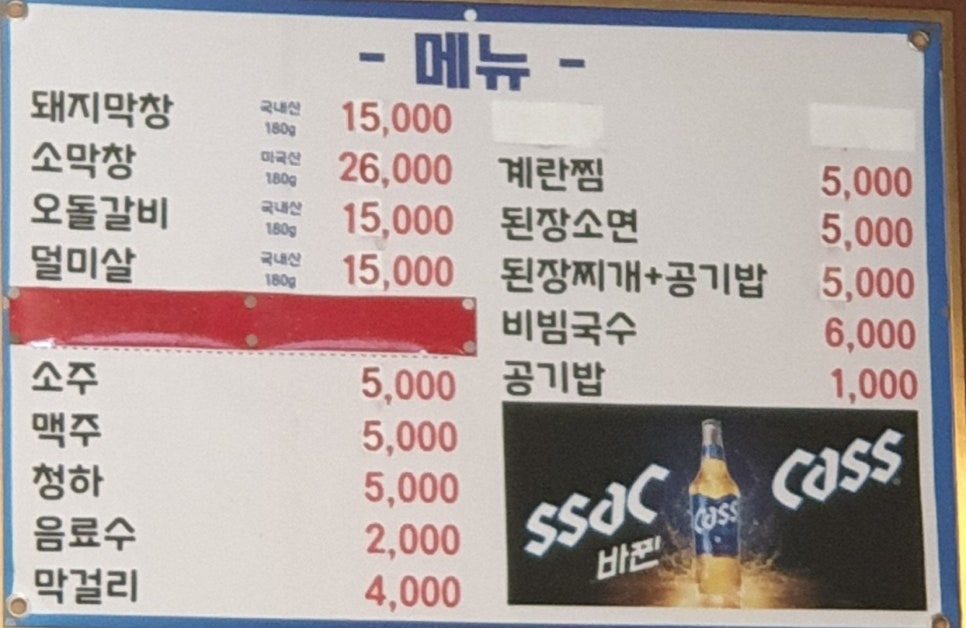 - 메뉴 -
돼지막창 국내산 180g 15,000
소막창 미국산 180g 26,000
오돌갈비 국내산 180g 15,000
덜미살 국내산 180g 15,000
소주 5,000
맥주 5,000
청하 5,000
음료수 2,000
막걸리 4,000
계란찜 5,000
된장소면 5,000
된장찌개+공기밥 5,000
비빔국수 6,000
공기밥 1,000
ssac
바뀐
cass
cass